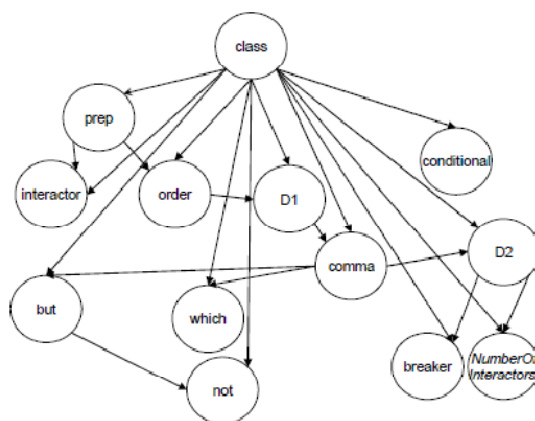 class
prep
conditional
interactor
order
D1
D2
comma
but
which
breaker
NumberOf
Interactors
not